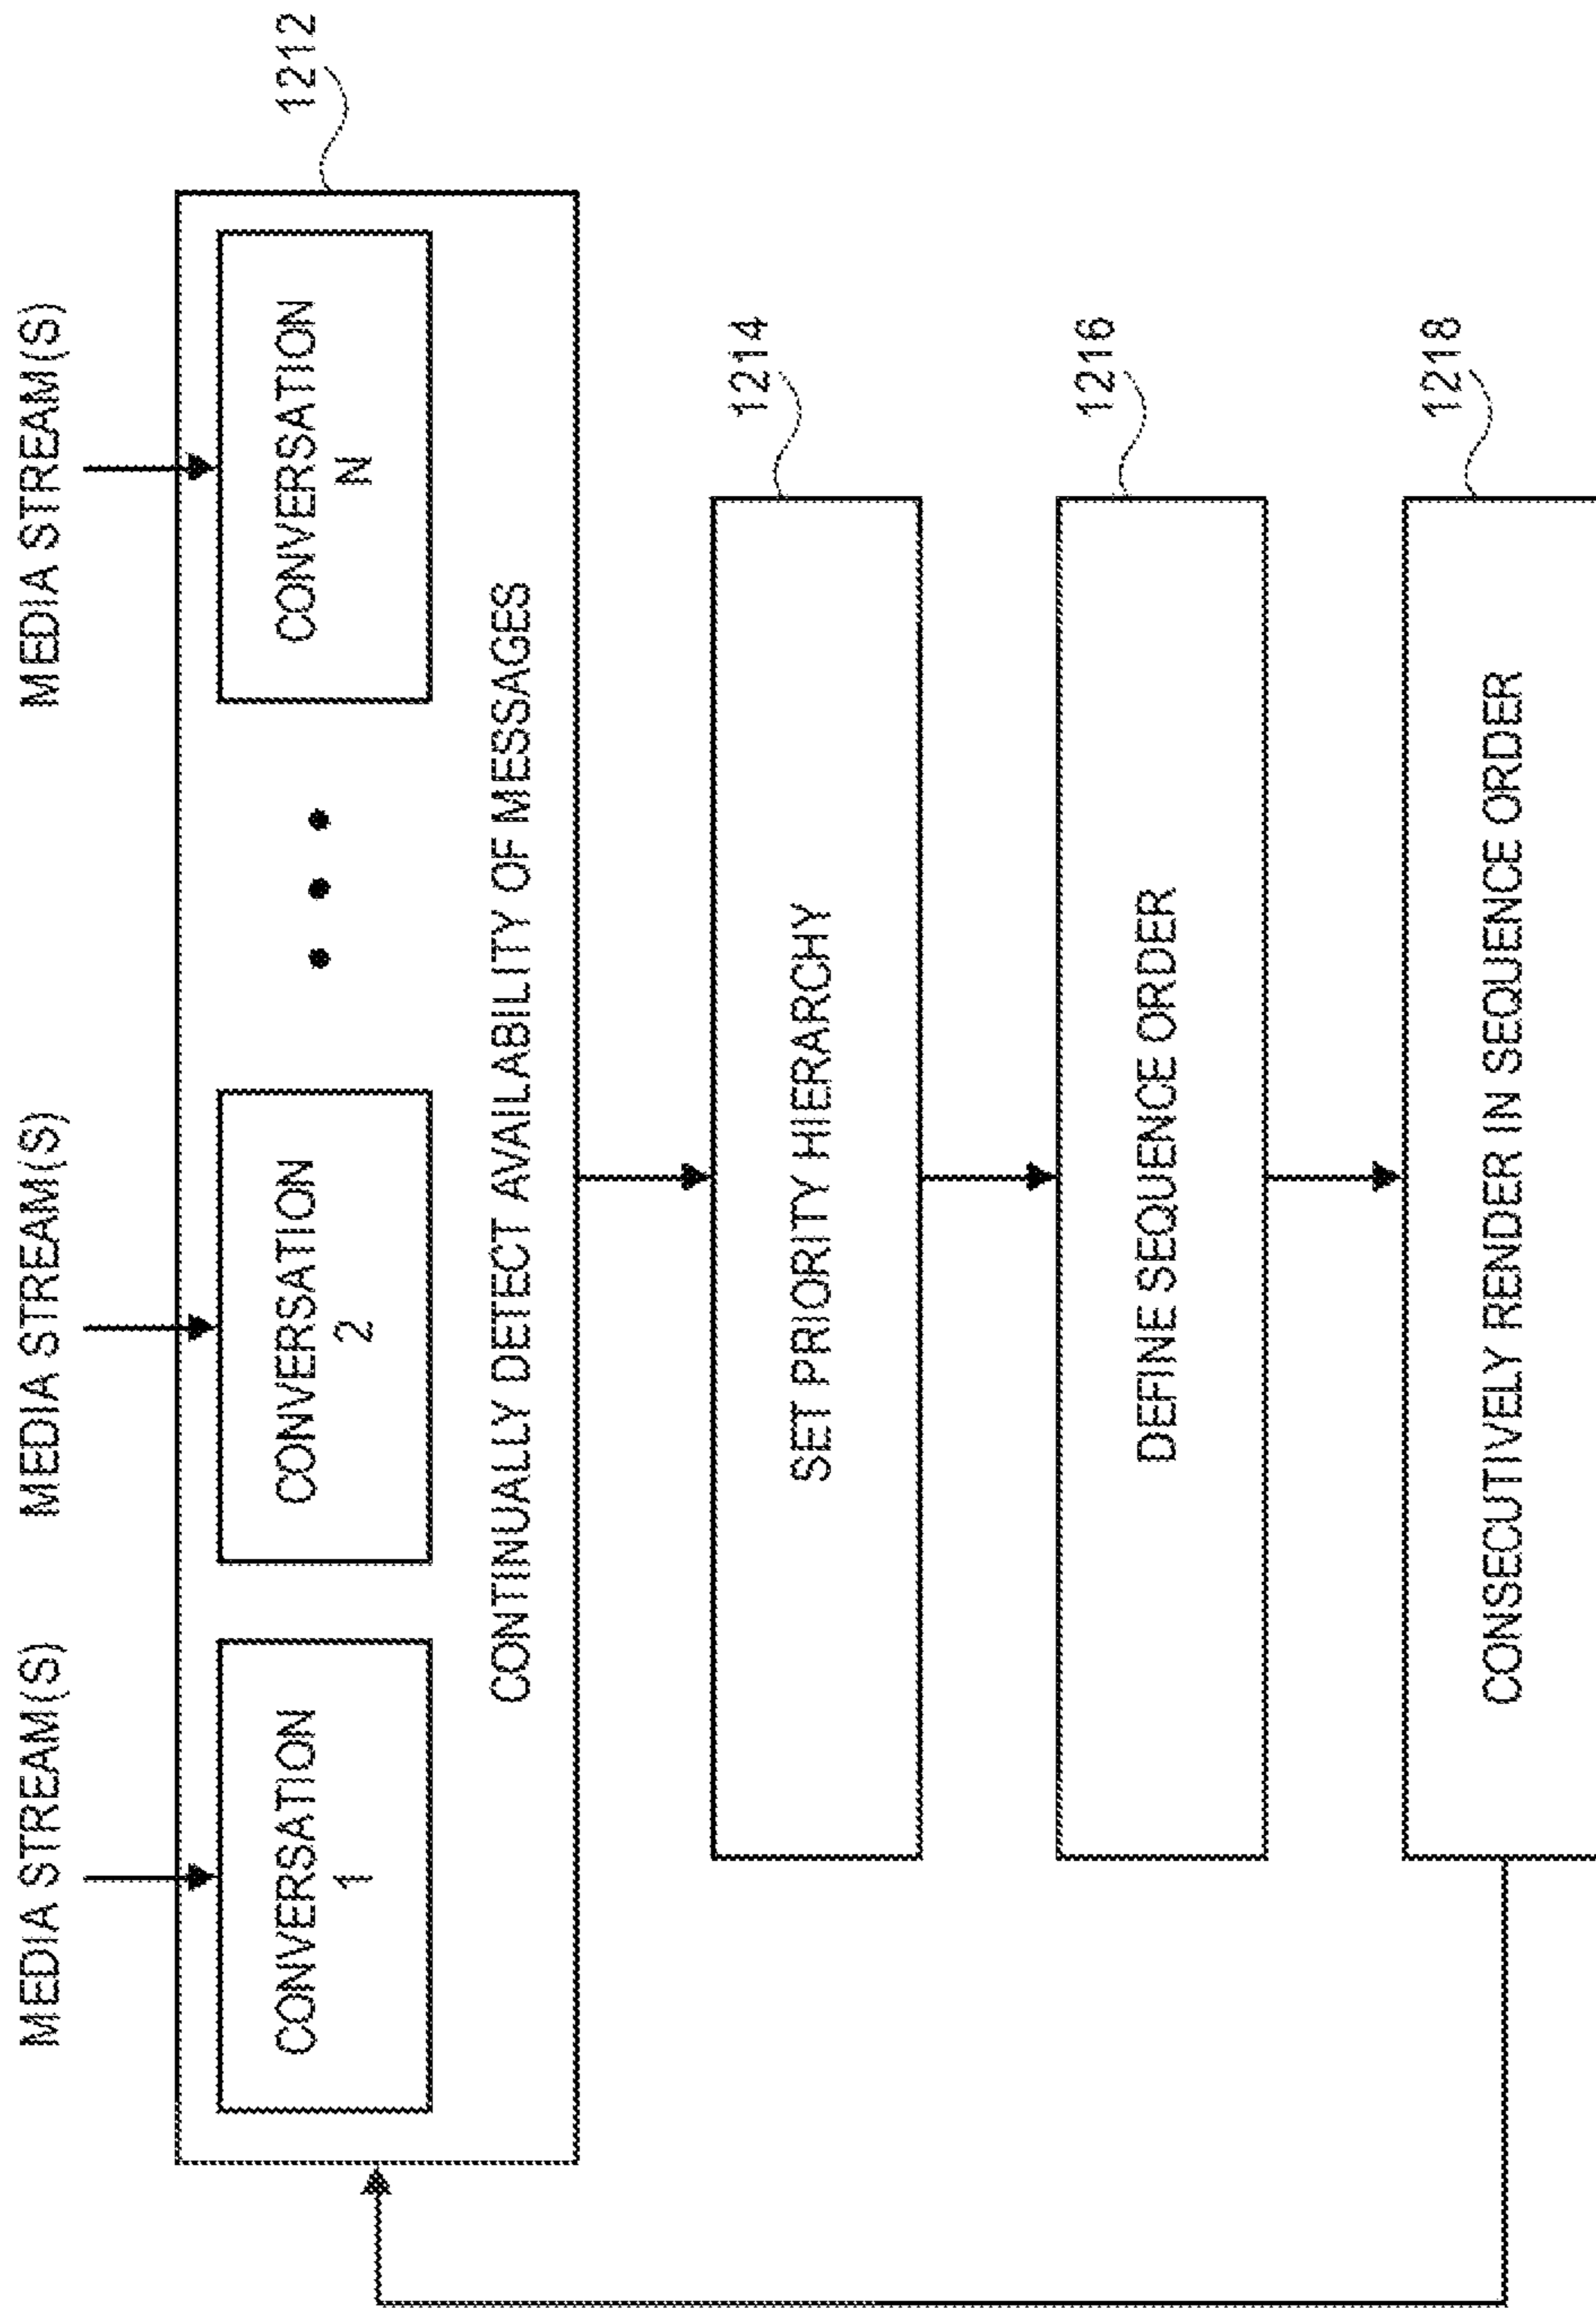 MEDIA STREAM(S)
MEDIA STREAM(S)
MEDIA STREAM(S)
1212
CONVERSATION
1
CONVERSATION
2
CONVERSATION
N
CONTINUALLY DETECT AVAILABILITY OF MESSAGES
1214
SET PRIORITY HIERARCHY
1216
DEFINE SEQUENCE ORDER
1218
CONSECUTIVELY RENDER IN SEQUENCE ORDER